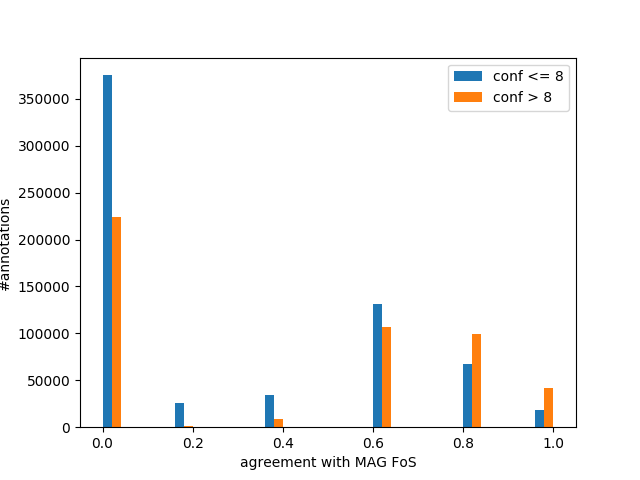 conf <= 8
conf > 8
350000
300000
250000
200000
150000
100000
50000
0
#annotations
0.0 0.2 0.4 0.6 0.8 1.0
agreement with MAG FoS